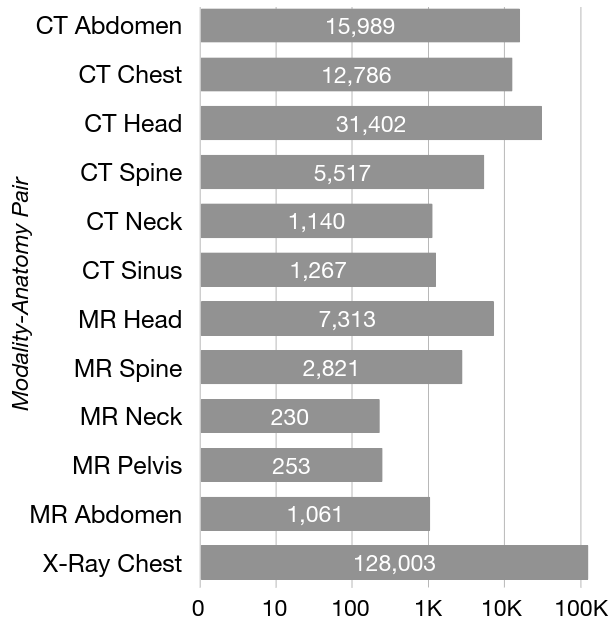 Modality-Anatomy Pair
CT Abdomen 15,989
CT Chest 12,786
CT Head 31,402
CT Spine 5,517
CT Neck 1,140
CT Sinus 1,267
MR Head 7,313
MR Spine 2,821
MR Neck 230
MR Pelvis 253
MR Abdomen 1,061
X-Ray Chest 128,003
0 10 100 1K 10K 100K